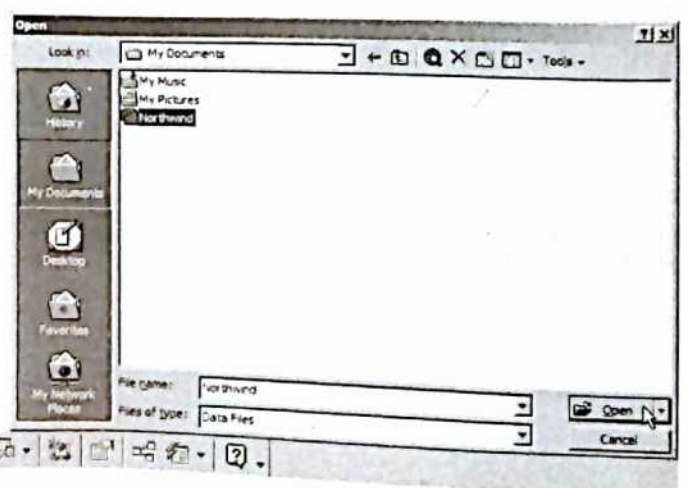 Open
Look in:
My Documents
Tools
My Music
My Pictures
Northwind
History
My Documents
Desktop
Favorites
My Network
Places
File name:
Northwind
Open
Files of type:
Data Files
Cancel